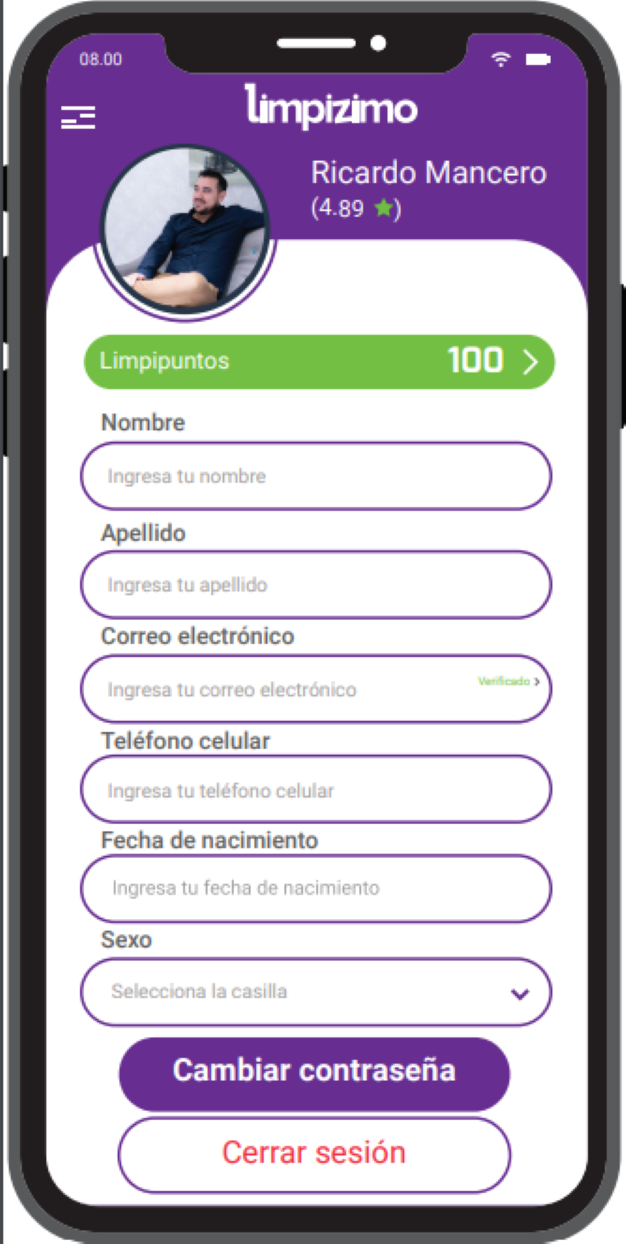 08.00
Limpizimo
Ricardo Mancero
(4.89 ★)
Limpipuntos 100 >
Nombre
Ingresa tu nombre
Apellido
Ingresa tu apellido
Correo electrónico
Ingresa tu correo electrónico Verificado >
Teléfono celular
Ingresa tu teléfono celular
Fecha de nacimiento
Ingresa tu fecha de nacimiento
Sexo
Selecciona la casilla
Cambiar contraseña
Cerrar sesión